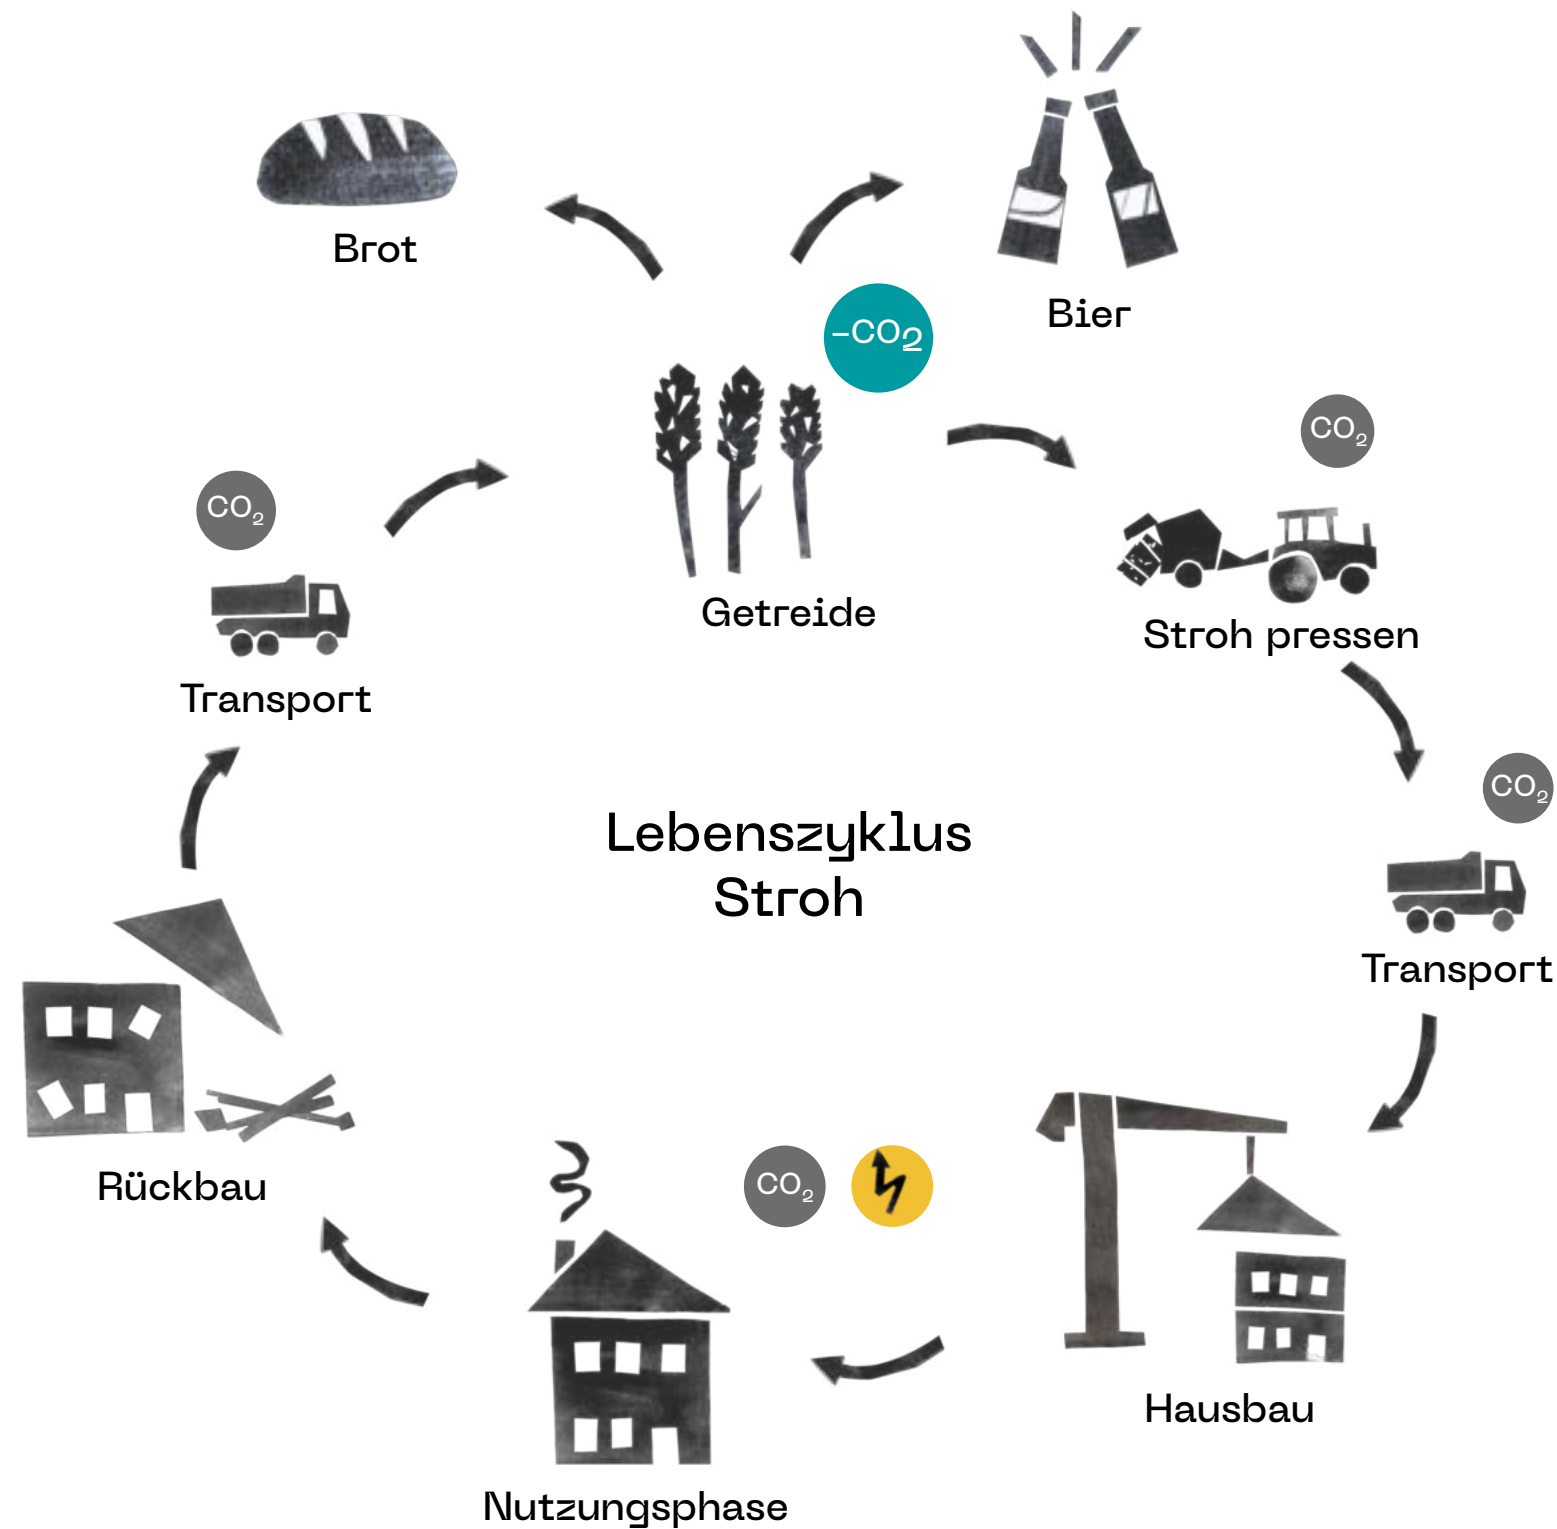 Brot
Bier
-CO₂
CO₂
CO₂
Getreide
Stroh pressen
Transport
CO₂
Lebenszyklus
Stroh
Transport
Rückbau
CO₂
Hausbau
Nutzungsphase